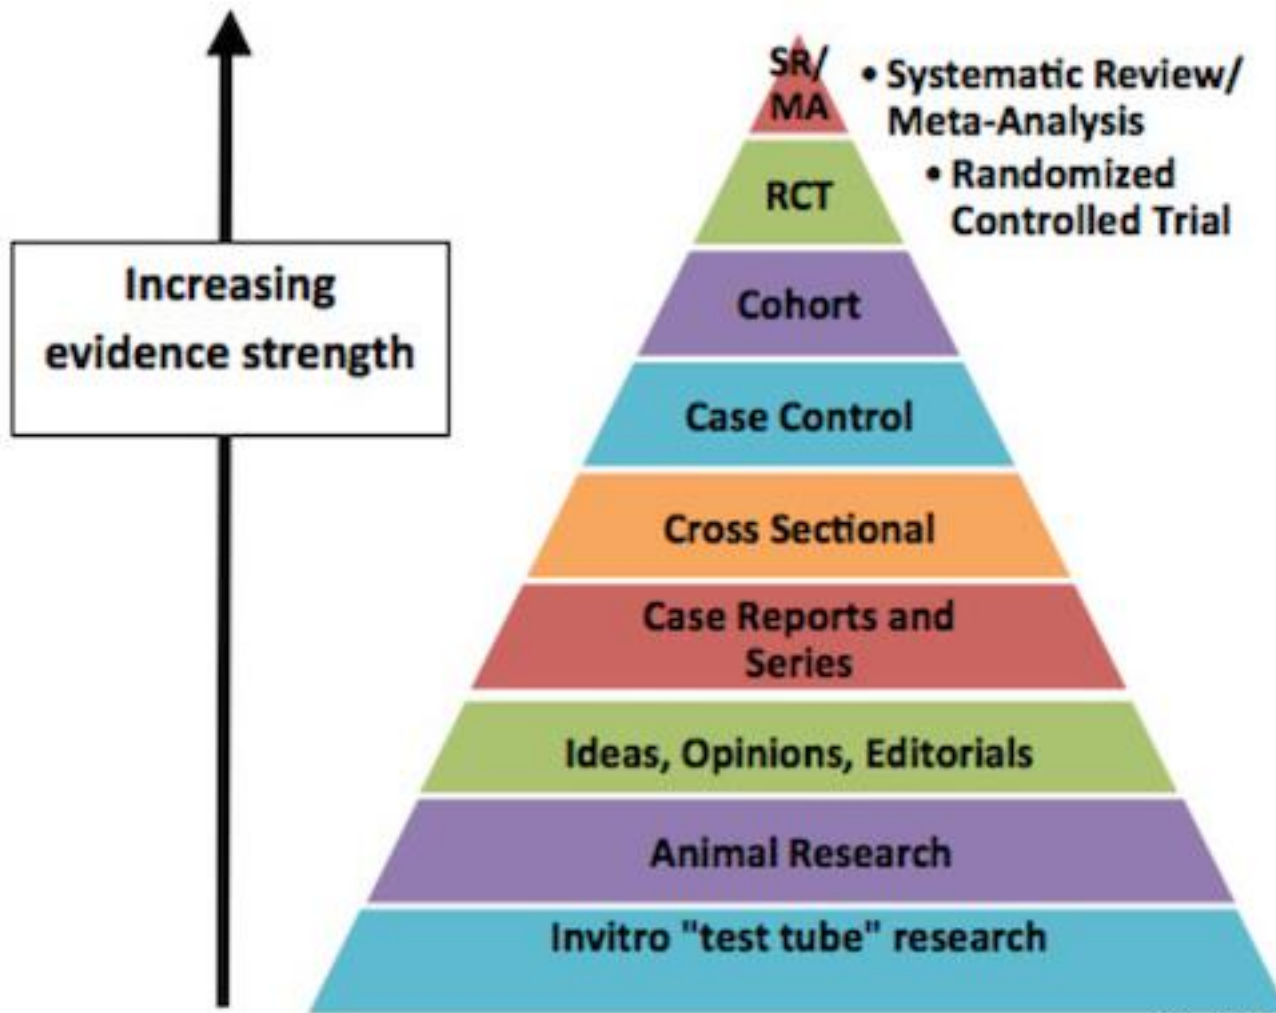 SR/
MA
• Systematic Review/
Meta-Analysis
RCT
• Randomized
Controlled Trial
Increasing
evidence strength
Cohort
Case Control
Cross Sectional
Case Reports and
Series
Ideas, Opinions, Editorials
Animal Research
Invitro "test tube" research